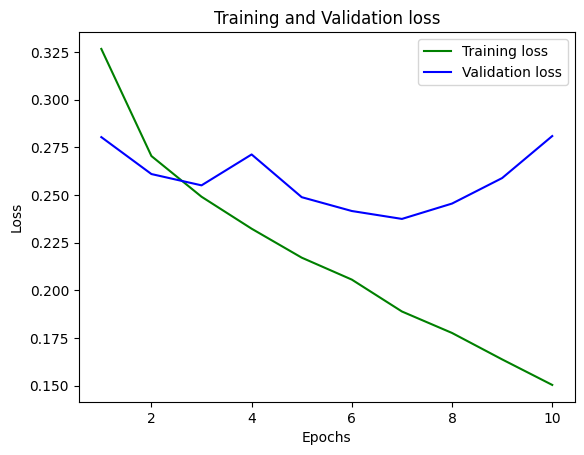 Training and Validation loss
Training loss
Validation loss
0.325
0.300
0.275
0.250
0.225
0.200
0.175
0.150
Loss
2
4
6
8
10
Epochs